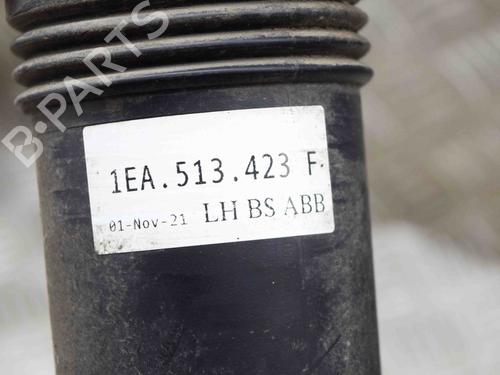 B-PARTS
1EA.513.423 F.
01-Nov-21 LH BS ABB